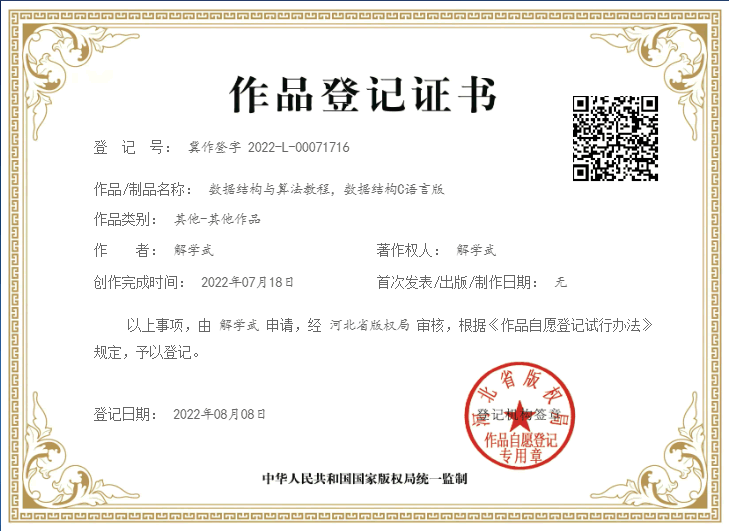 作品登记证书
登 记 号： 冀作登字 2022-L-00071716
作品/制品名称： 数据结构与算法教程，数据结构C语言版
作品类别： 其他-其他作品
作 者： 解学武 著作权人： 解学武
创作完成时间： 2022年07月18日 首次发表/出版/制作日期： 无
以上事项，由 解学武 申请，经 河北省版权局 审核，根据《作品自愿登记试行办法》
规定，予以登记。
登记日期： 2022年08月08日
河北省版权局
登记机构签章
作品自愿登记
专用章
中华人民共和国国家版权局统一监制